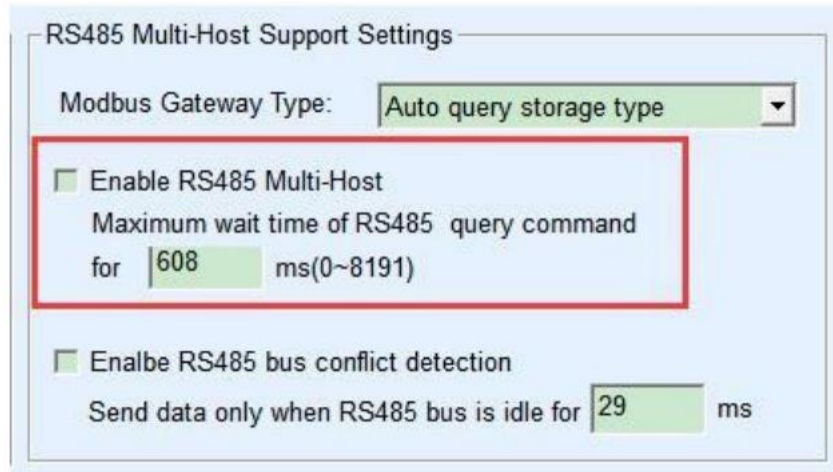 RS485 Multi-Host Support Settings
Modbus Gateway Type: Auto query storage type
Enable RS485 Multi-Host
Maximum wait time of RS485 query command
for 608 ms(0~8191)
Enalbe RS485 bus conflict detection
Send data only when RS485 bus is idle for 29 ms